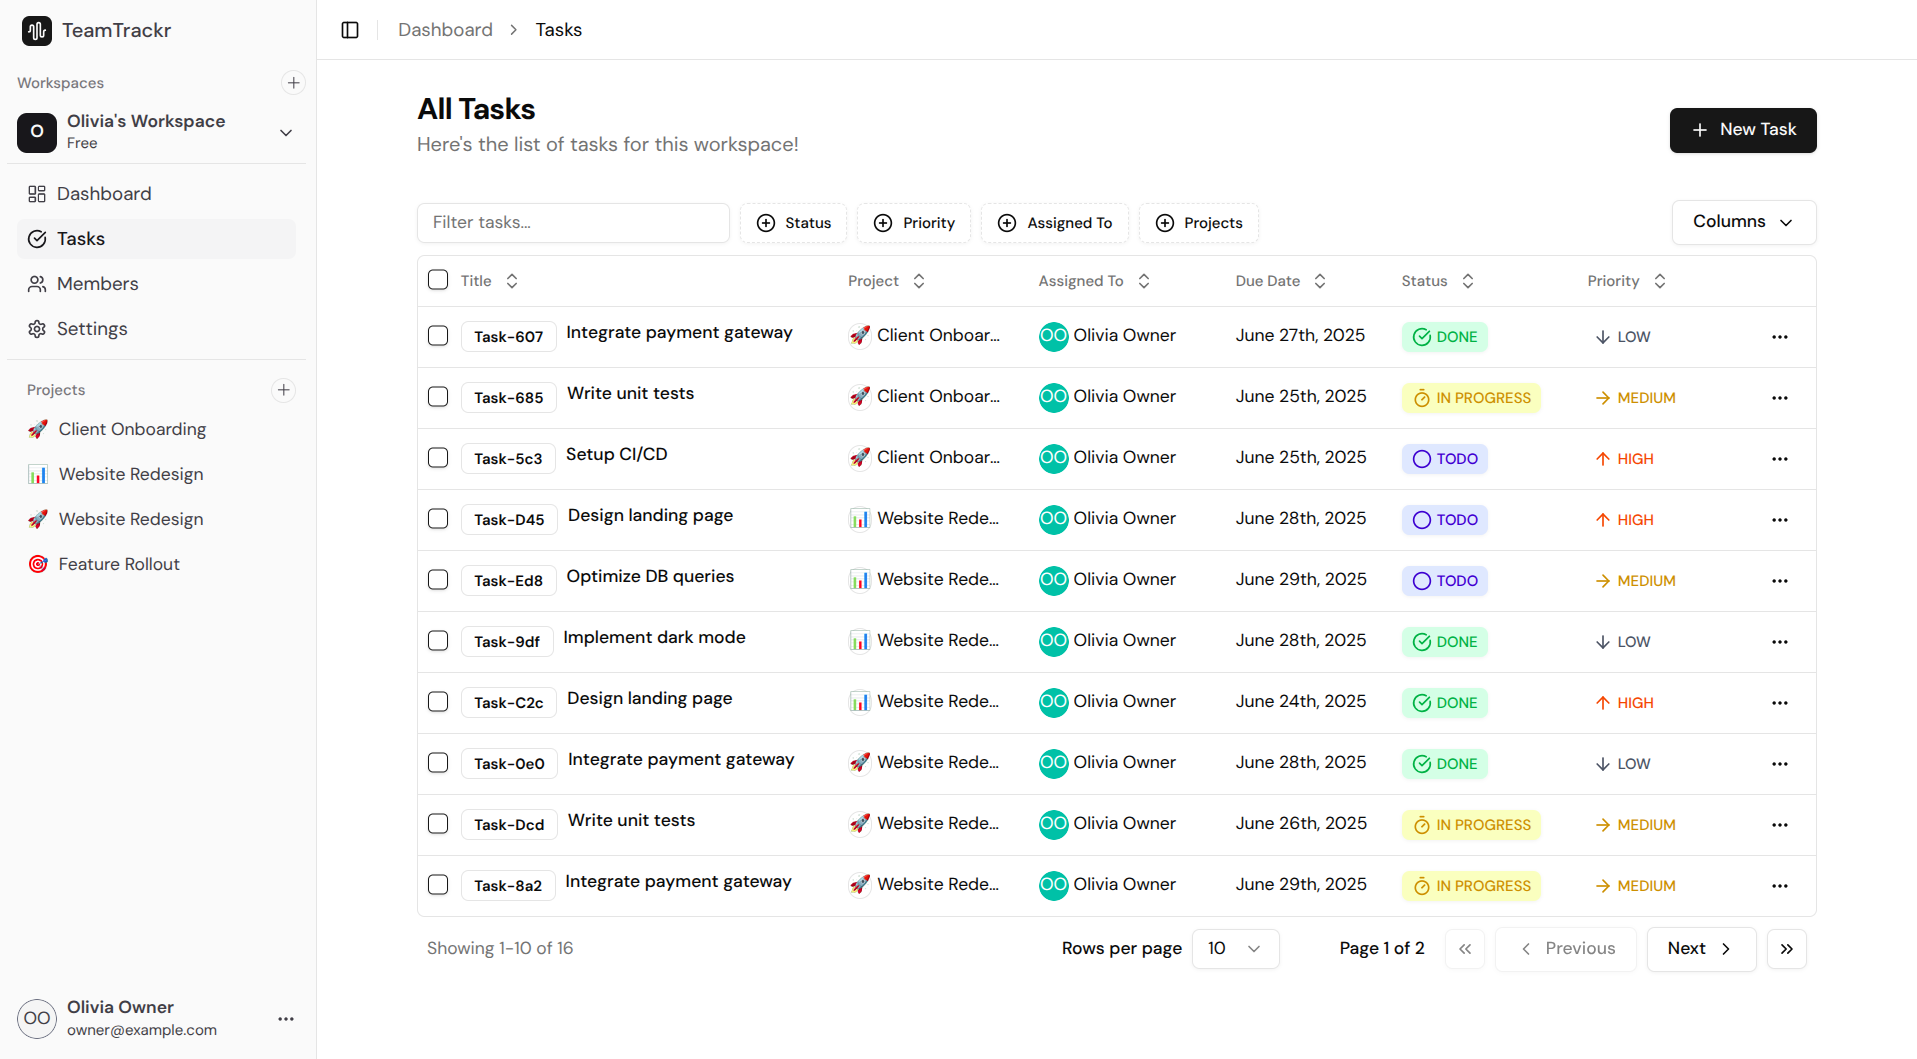 TeamTrackr
Workspaces
O
Olivia's Workspace
Free
Dashboard
Tasks
Members
Settings
Projects
Client Onboarding
Website Redesign
Website Redesign
Feature Rollout
OO
Olivia Owner
owner@example.com
Dashboard > Tasks
All Tasks
Here's the list of tasks for this workspace!
New Task
Filter tasks... Status Priority Assigned To Projects Columns
Title Project Assigned To Due Date Status Priority
Task-607 Integrate payment gateway Client Onboar... OO Olivia Owner June 27th, 2025 DONE LOW
Task-685 Write unit tests Client Onboar... OO Olivia Owner June 25th, 2025 IN PROGRESS MEDIUM
Task-5c3 Setup CI/CD Client Onboar... OO Olivia Owner June 25th, 2025 TODO HIGH
Task-D45 Design landing page Website Rede... OO Olivia Owner June 28th, 2025 TODO HIGH
Task-Ed8 Optimize DB queries Website Rede... OO Olivia Owner June 29th, 2025 TODO MEDIUM
Task-9df Implement dark mode Website Rede... OO Olivia Owner June 28th, 2025 DONE LOW
Task-C2c Design landing page Website Rede... OO Olivia Owner June 24th, 2025 DONE HIGH
Task-0e0 Integrate payment gateway Website Rede... OO Olivia Owner June 28th, 2025 DONE LOW
Task-Dcd Write unit tests Website Rede... OO Olivia Owner June 26th, 2025 IN PROGRESS MEDIUM
Task-8a2 Integrate payment gateway Website Rede... OO Olivia Owner June 29th, 2025 IN PROGRESS MEDIUM
Showing 1-10 of 16 Rows per page 10 Page 1 of 2 Previous Next